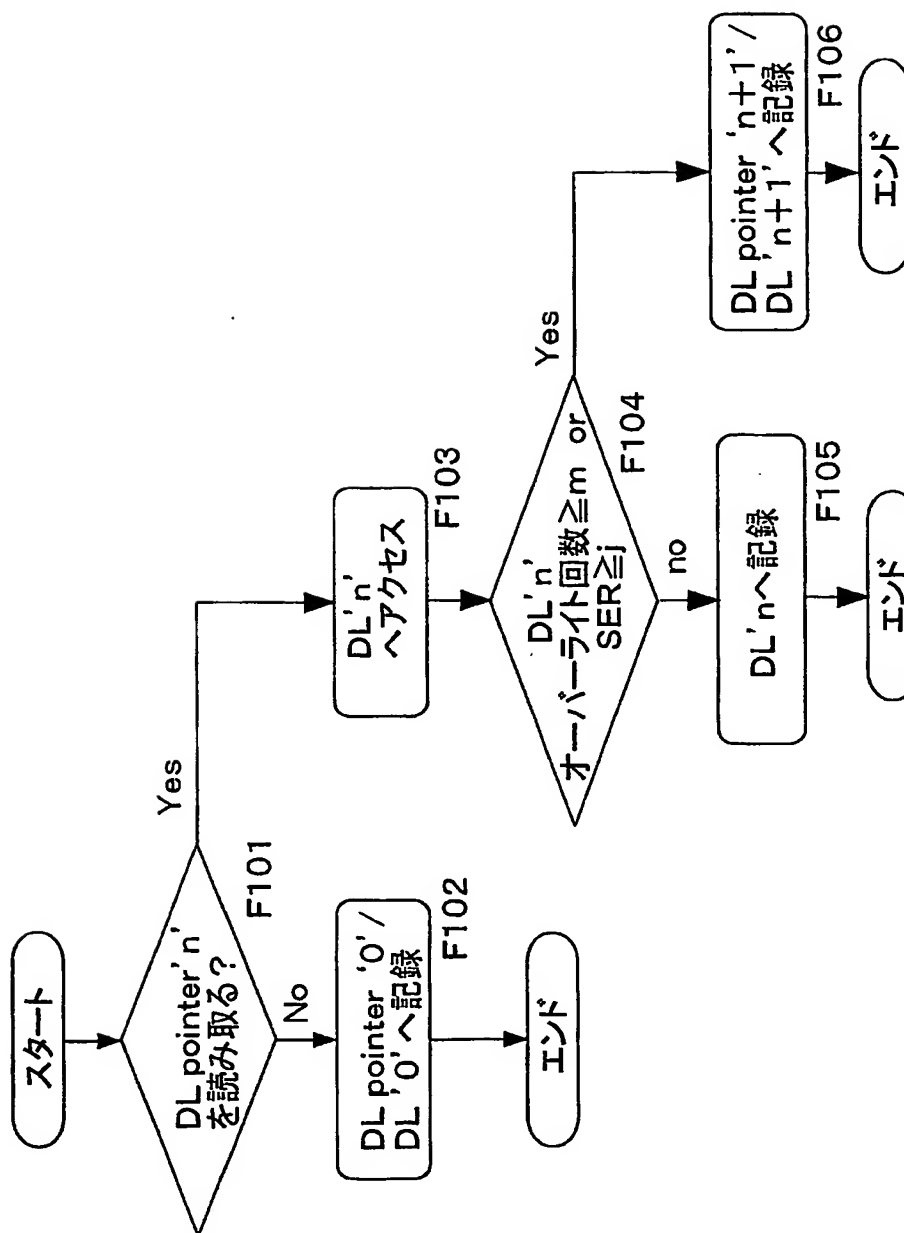 スタート
DL pointer'n'
を読み取る?
F101
Yes
No
DL pointer '0'/
DL '0'へ記録
F102
エンド
DL'n'
へアクセス
F103
DL'n'
オーバーライト回数≧m or
SER≧j
F104
Yes
no
DL'nへ記録
F105
エンド
DL pointer 'n+1'/
DL'n+1'へ記録
F106
エンド